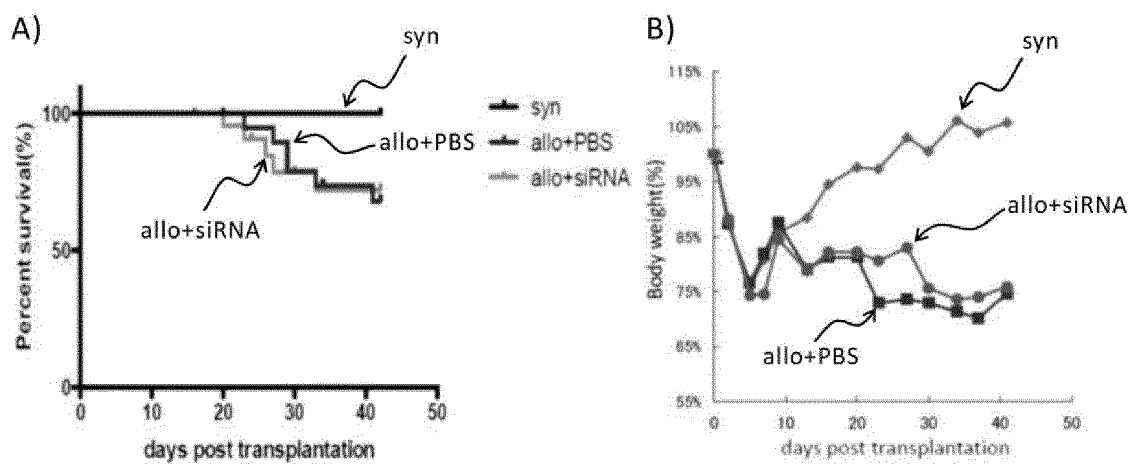 A)
syn
100
50
0
Percent survival(%)
allo+PBS
allo+siRNA
0 10 20 30 40 50
days post transplantation
syn
allo+PBS
allo+siRNA
B)
syn
115%
105%
95%
85%
75%
65%
55%
Body weight(%)
allo+siRNA
allo+PBS
0 10 20 30 40 50
days post transplantation